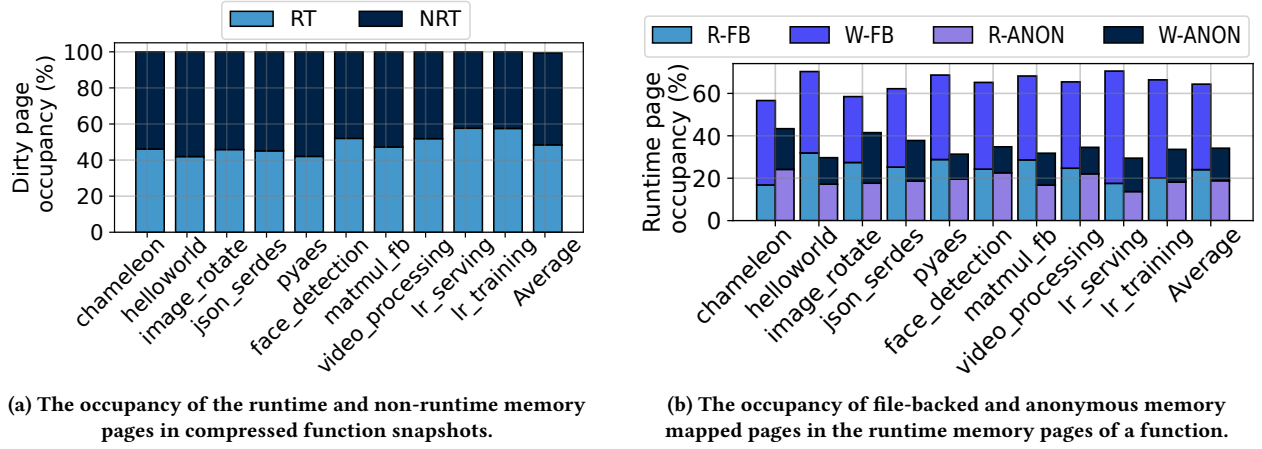 RT NRT
Dirty page
occupancy (%)
100
80
60
40
20
0
chameleon
helloworld
image_rotate
json_serdes
pyaes
face_detection
matmul_fb
video_processing
lr_serving
lr_training
Average
(a) The occupancy of the runtime and non-runtime memory
pages in compressed function snapshots.
R-FB W-FB R-ANON W-ANON
Runtime page
occupancy (%)
60
40
20
0
chameleon
helloworld
image_rotate
json_serdes
pyaes
face_detection
matmul_fb
video_processing
lr_serving
lr_training
Average
(b) The occupancy of file-backed and anonymous memory
mapped pages in the runtime memory pages of a function.